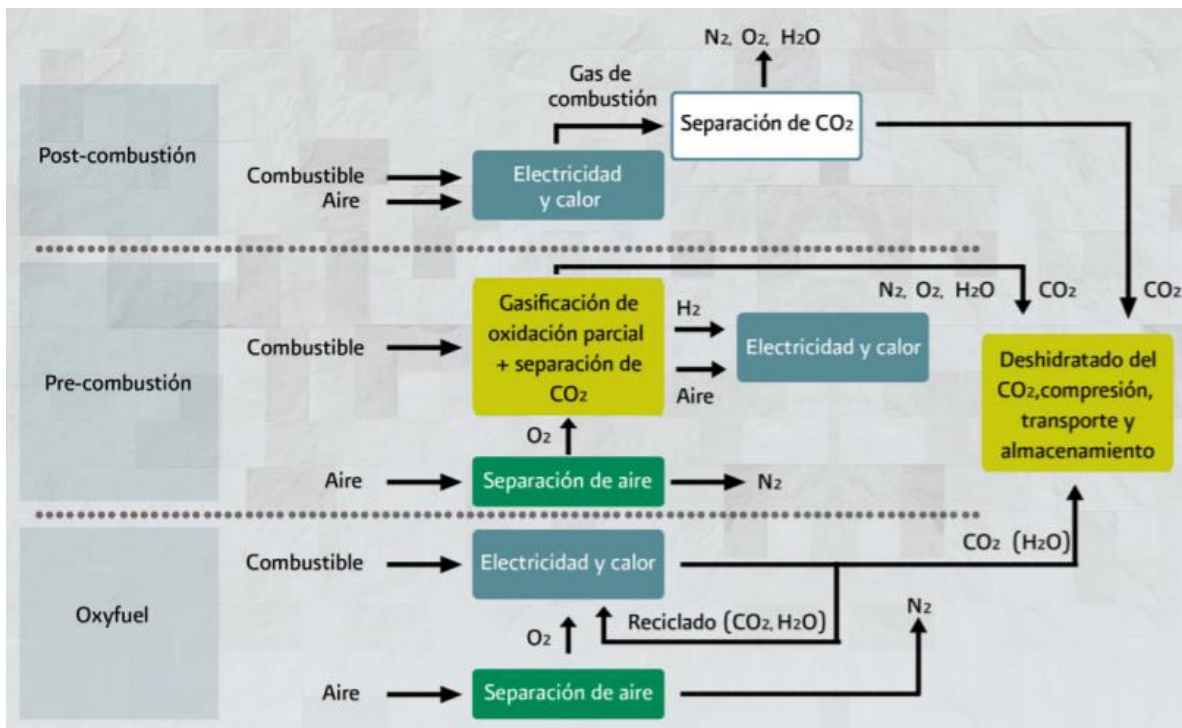 N2, O2, H2O
Gas de
combustión
Separación de CO2
Post-combustión
Combustible
Aire
Electricidad
y calor
N2, O2, H2O
CO2
CO2
Pre-combustión
Combustible
Gasificación de
oxidación parcial
+ separación de
CO2
H2
Aire
Electricidad y calor
Deshidratado del
CO2,compresión,
transporte y
almacenamiento
O2
Aire
Separación de aire
N2
Oxyfuel
Combustible
Electricidad y calor
CO2 (H2O)
Reciclado (CO2, H2O)
N2
O2
Aire
Separación de aire